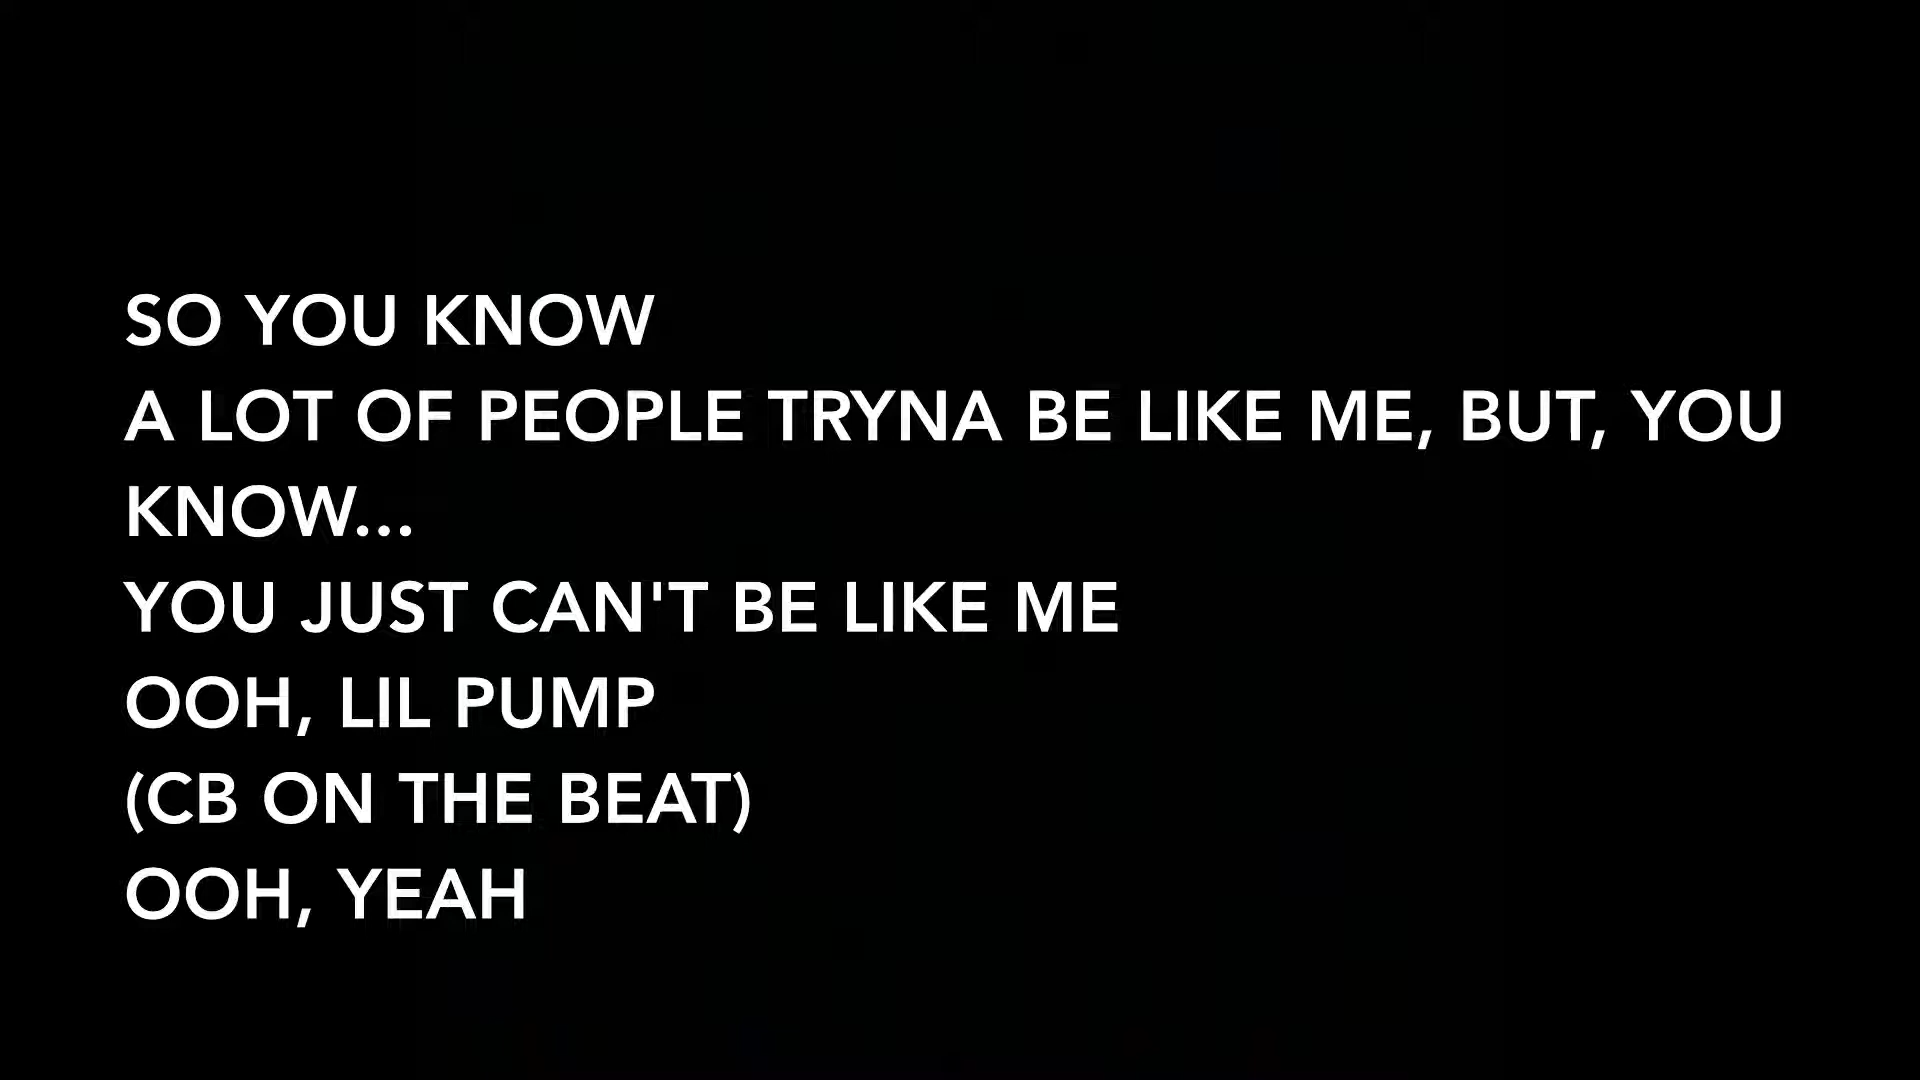 SO YOU KNOW
A LOT OF PEOPLE TRYNA BE LIKE ME, BUT, YOU
KNOW...
YOU JUST CAN'T BE LIKE ME
OOH, LIL PUMP
(CB ON THE BEAT)
OOH, YEAH